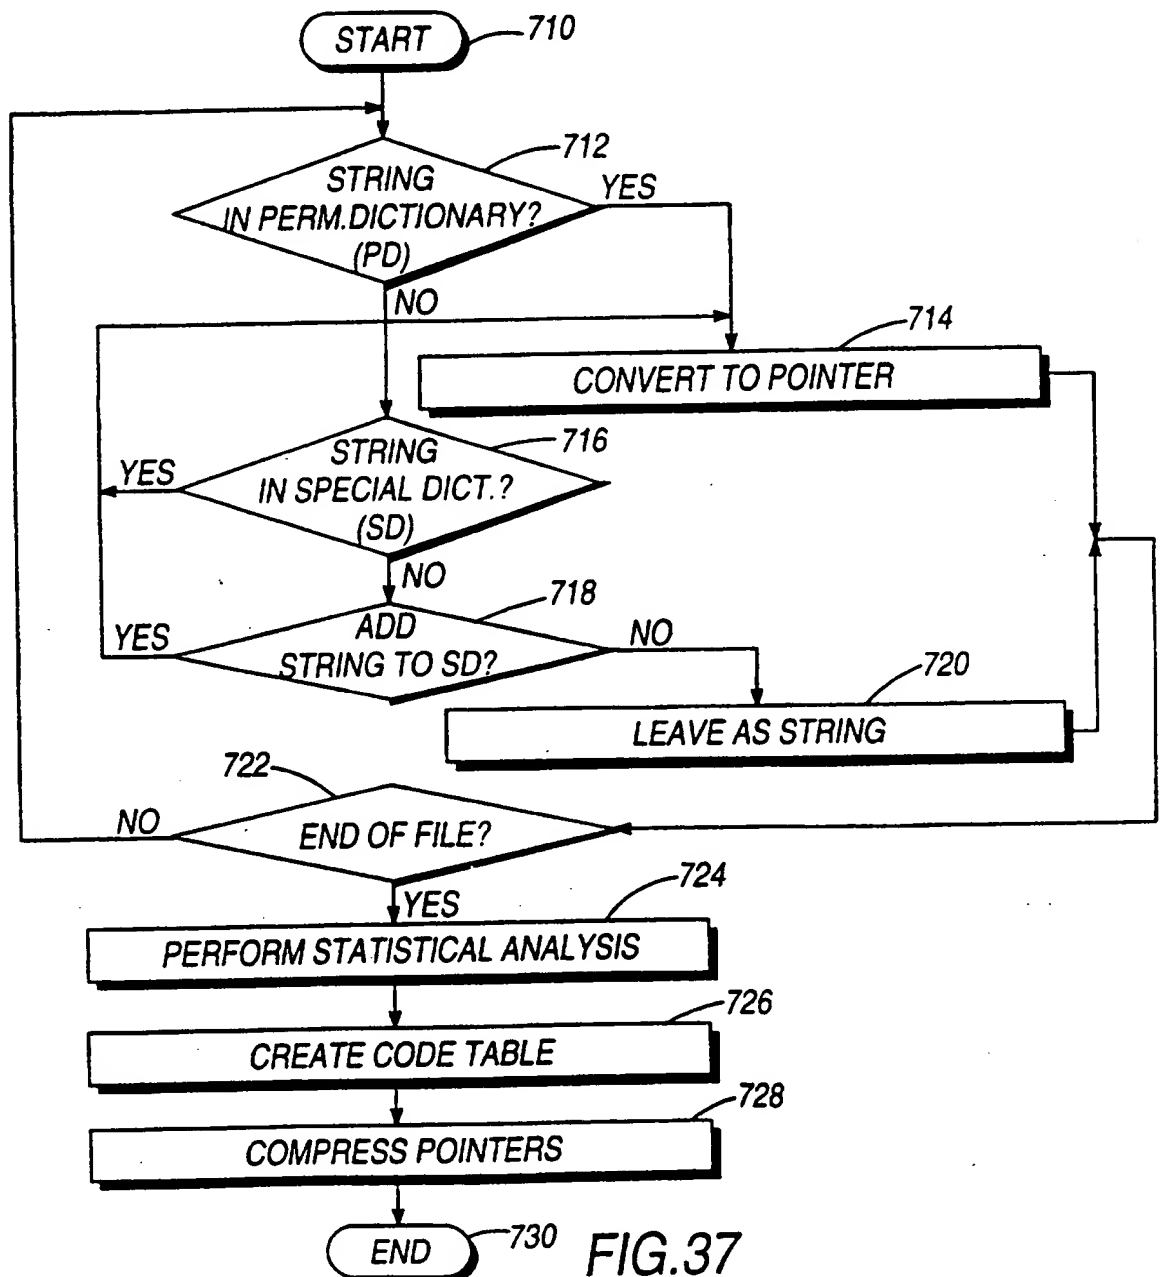 START
710
712
STRING
IN PERM.DICTIONARY?
(PD)
YES
NO
714
CONVERT TO POINTER
716
STRING
IN SPECIAL DICT.?
(SD)
YES
NO
718
ADD
STRING TO SD?
YES
NO
720
LEAVE AS STRING
722
END OF FILE?
NO
YES
724
PERFORM STATISTICAL ANALYSIS
726
CREATE CODE TABLE
728
COMPRESS POINTERS
END
730
FIG.37